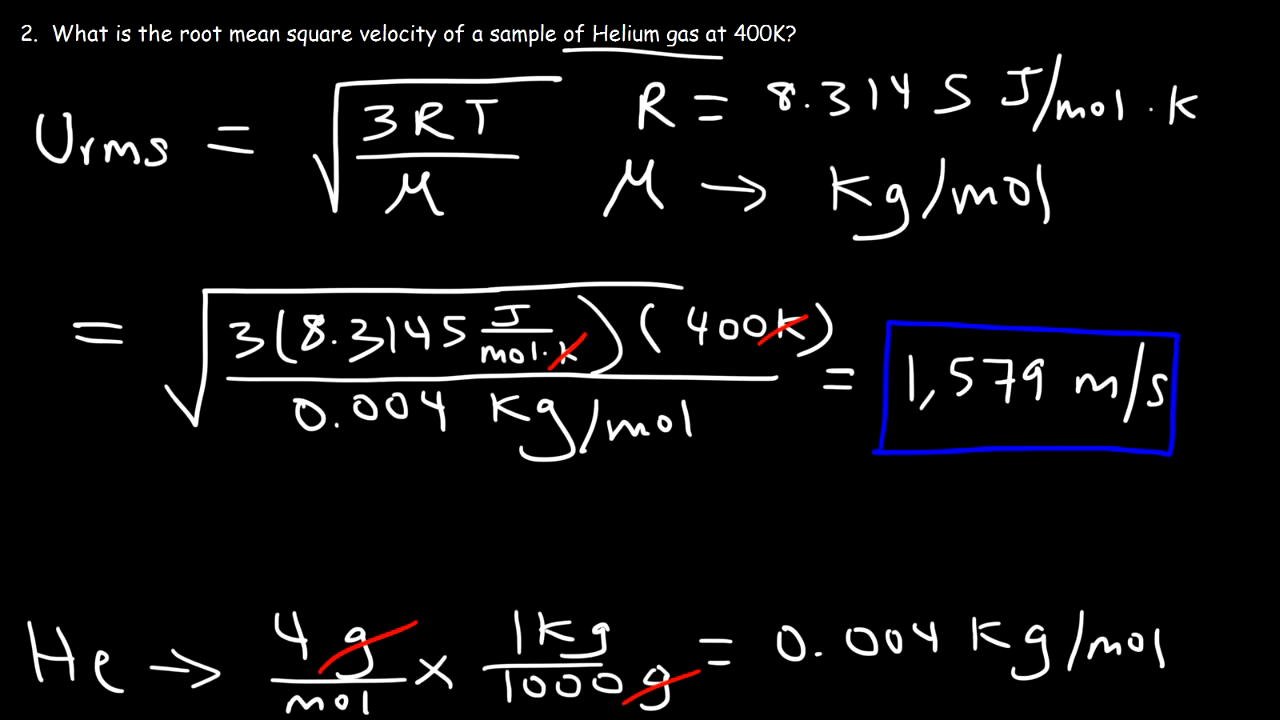 2. What is the root mean square velocity of a sample of Helium gas at 400K?
Urms = √(3RT/M) R = 8.3145 J/mol·K
M → Kg/mol
= √(3(8.3145 J/mol·K)(400K)/0.004 Kg/mol) = 1,579 m/s
He → 4g/mol × 1Kg/1000g = 0.004 Kg/mol